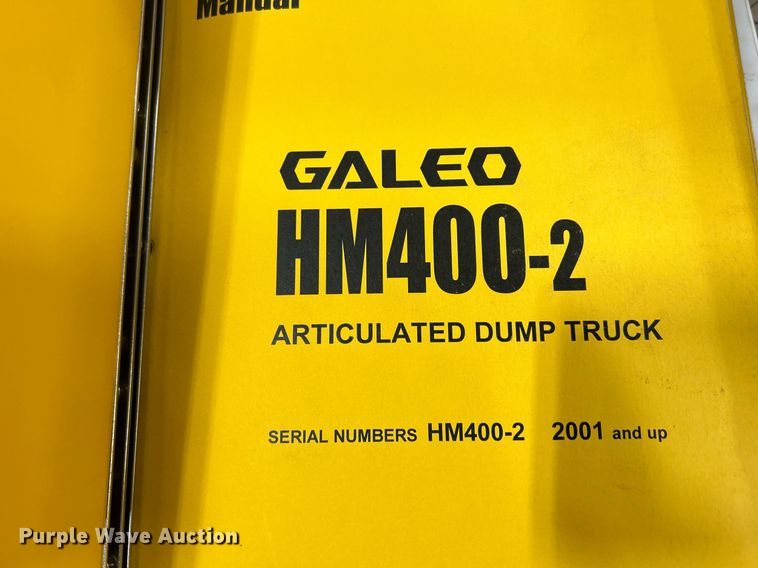 Manual
GALEO
HM400-2
ARTICULATED DUMP TRUCK
SERIAL NUMBERS HM400-2 2001 and up
Purple Wave Auction